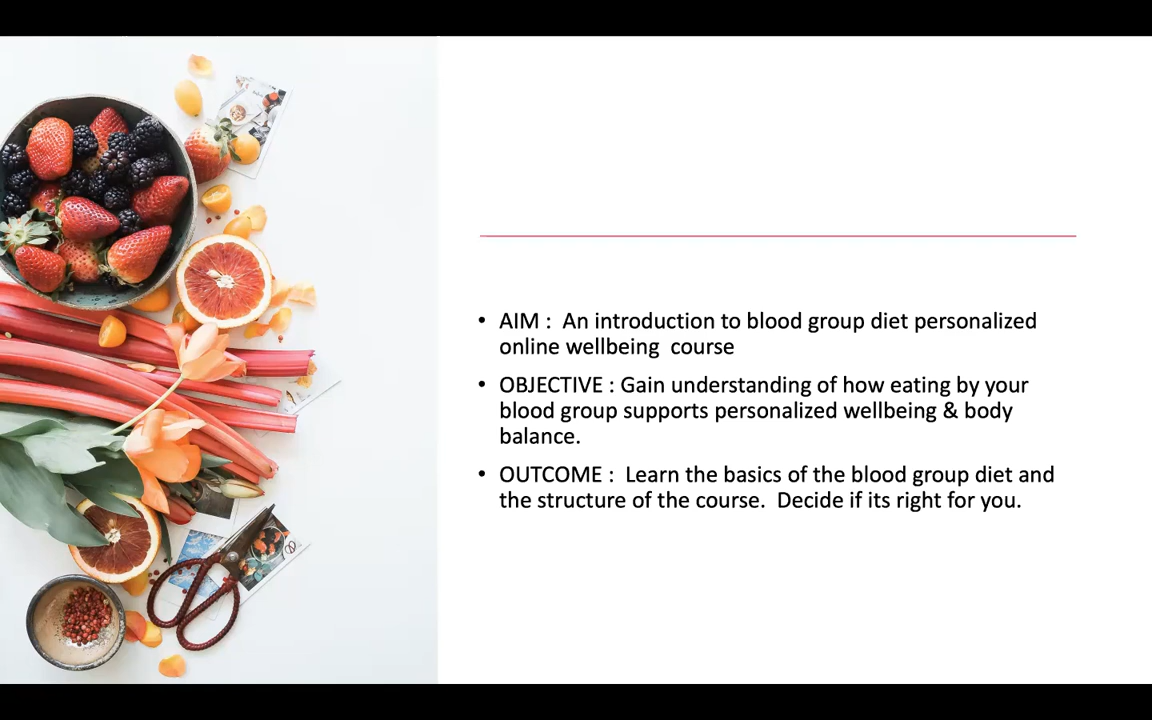 • AIM :  An introduction to blood group diet personalized
online wellbeing  course
• OBJECTIVE : Gain understanding of how eating by your
blood group supports personalized wellbeing & body
balance.
• OUTCOME :  Learn the basics of the blood group diet and
the structure of the course.  Decide if its right for you.